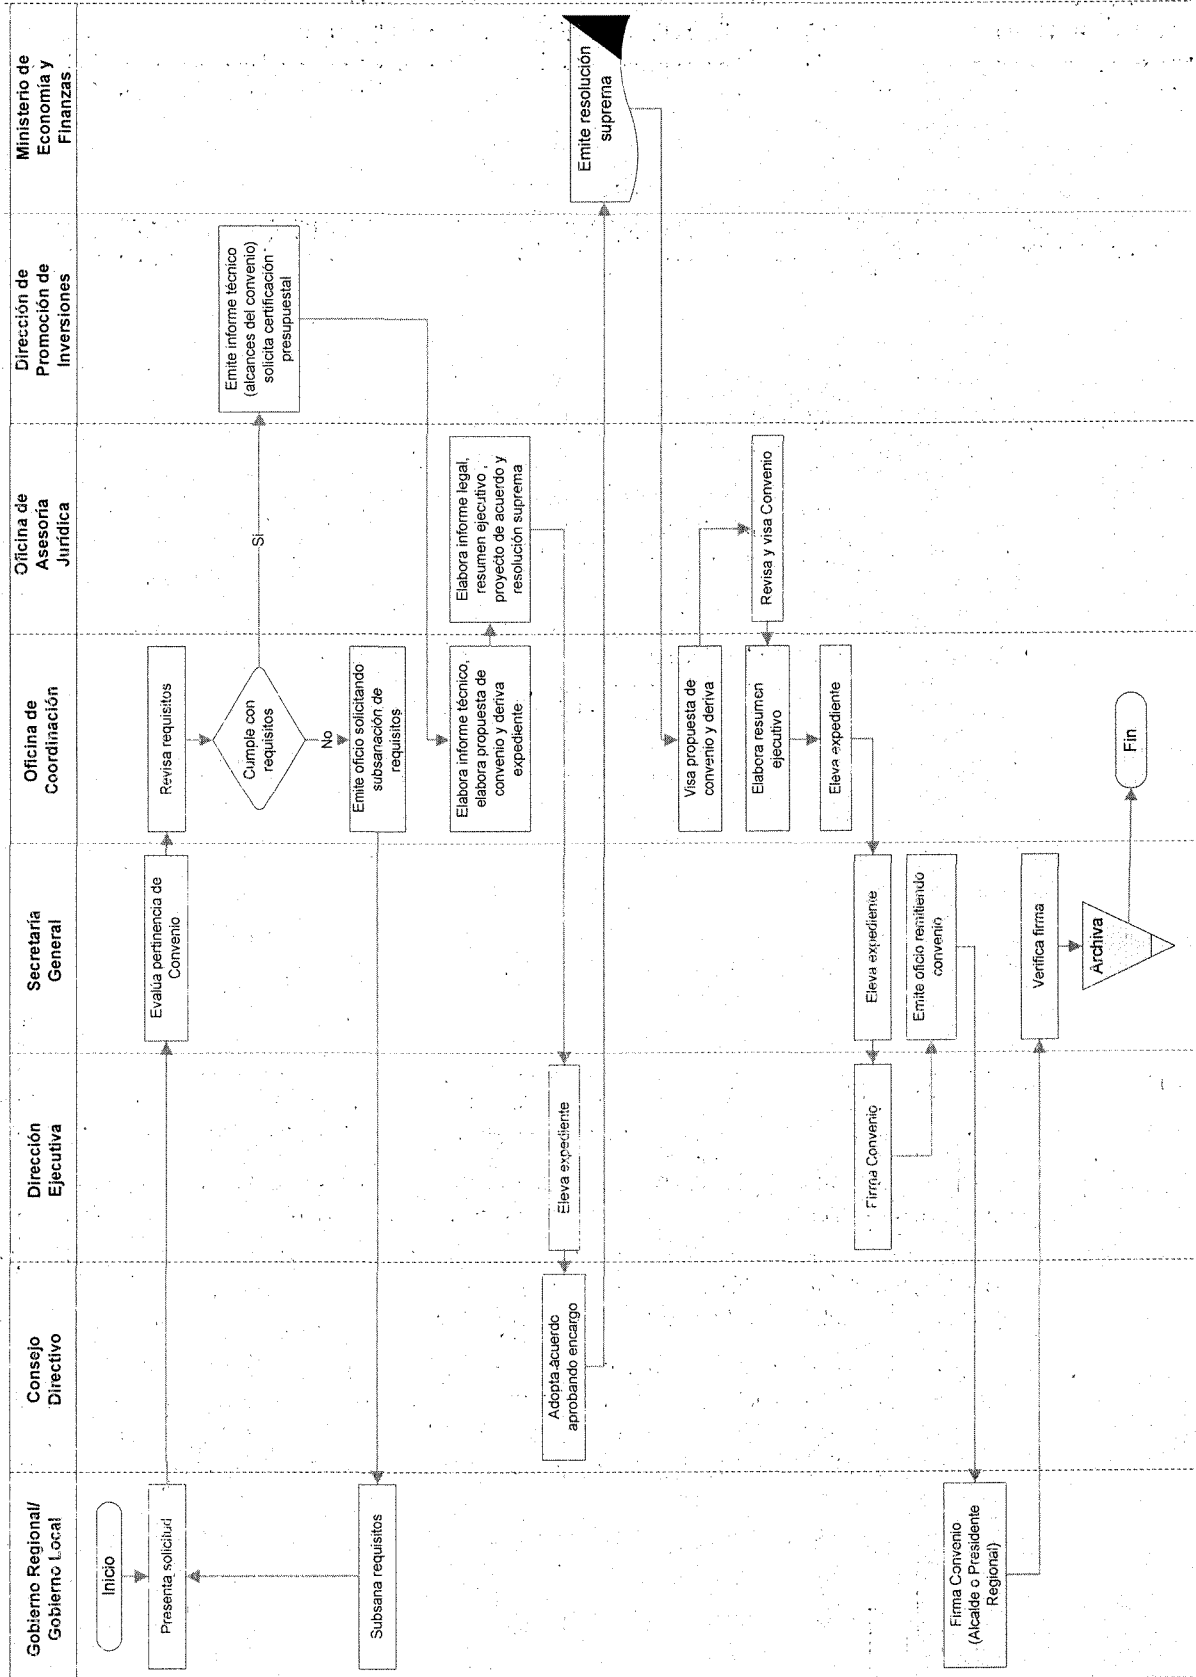 Gobierno Regional/
Gobierno Local
Consejo
Directivo
Dirección
Ejecutiva
Secretaría
General
Oficina de
Coordinación
Oficina de
Asesoría
Jurídica
Dirección de
Promoción de
Inversiones
Ministerio de
Economía y
Finanzas
Inicio
Presenta solicitud
Evalúa pertinencia de
Convenio
Revisa requisitos
Cumple con
requisitos
Si
No
Emite informe técnico
(alcances del convenio)
solicita certificación
presupuestal
Emite oficio solicitando
subsanación de
requisitos
Subsana requisitos
Elabora informe técnico,
elabora propuesta de
convenio y deriva
expediente
Elabora informe legal,
resumen ejecutivo,
proyecto de acuerdo y
resolución suprema
Eleva expediente
Adopta acuerdo
aprobando encargo
Emite resolución
suprema
Visa propuesta de
convenio y deriva
Revisa y visa Convenio
Elabora resumen
ejecutivo
Eleva expediente
Eleva expediente
Firma Convenio
Emite oficio remitiendo
convenio
Firma Convenio
(Alcalde o Presidente
Regional)
Verifica firma
Archiva
Fin